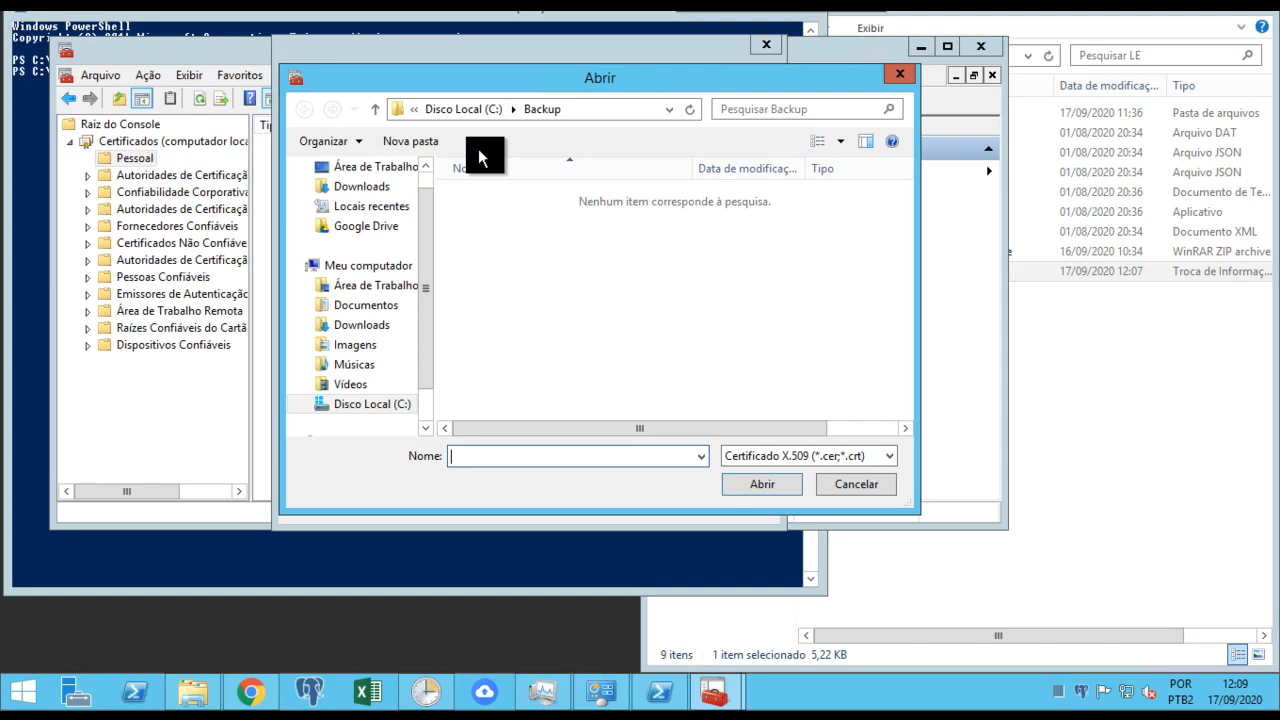 Windows PowerShell
PS C:\
PS C:\
Arquivo Ação Exibir Favoritos
Raiz do Console
Certificados (computador loca
Pessoal
Autoridades de Certificaçã
Confiabilidade Corporativa
Autoridades de Certificaçã
Fornecedores Confiáveis
Certificados Não Confiáve
Autoridades de Certificaçã
Pessoas Confiáveis
Emissores de Autenticação
Área de Trabalho Remota
Raízes Confiáveis do Cartã
Dispositivos Confiáveis
Abrir
Disco Local (C:) Backup
Pesquisar Backup
Organizar Nova pasta
Data de modificaç... Tipo
Nenhum item corresponde à pesquisa.
Área de Trabalho
Downloads
Locais recentes
Google Drive
Meu computador
Área de Trabalho
Documentos
Downloads
Imagens
Músicas
Vídeos
Disco Local (C:)
Nome:
Certificado X.509 (*.cer;*.crt)
Abrir Cancelar
Exibir
Pesquisar LE
Data de modificaç... Tipo
17/09/2020 11:36 Pasta de arquivos
01/08/2020 20:36 Arquivo DAT
01/08/2020 20:36 Arquivo JSON
01/08/2020 20:36 Arquivo JSON
01/08/2020 20:36 Documento de Te...
01/08/2020 20:36 Aplicativo
01/08/2020 20:36 Documento XML
16/09/2020 10:34 WinRAR ZIP archive
17/09/2020 12:07 Troca de Informaç...
9 itens 1 item selecionado 5,22 KB
POR
PTB2
12:09
17/09/2020